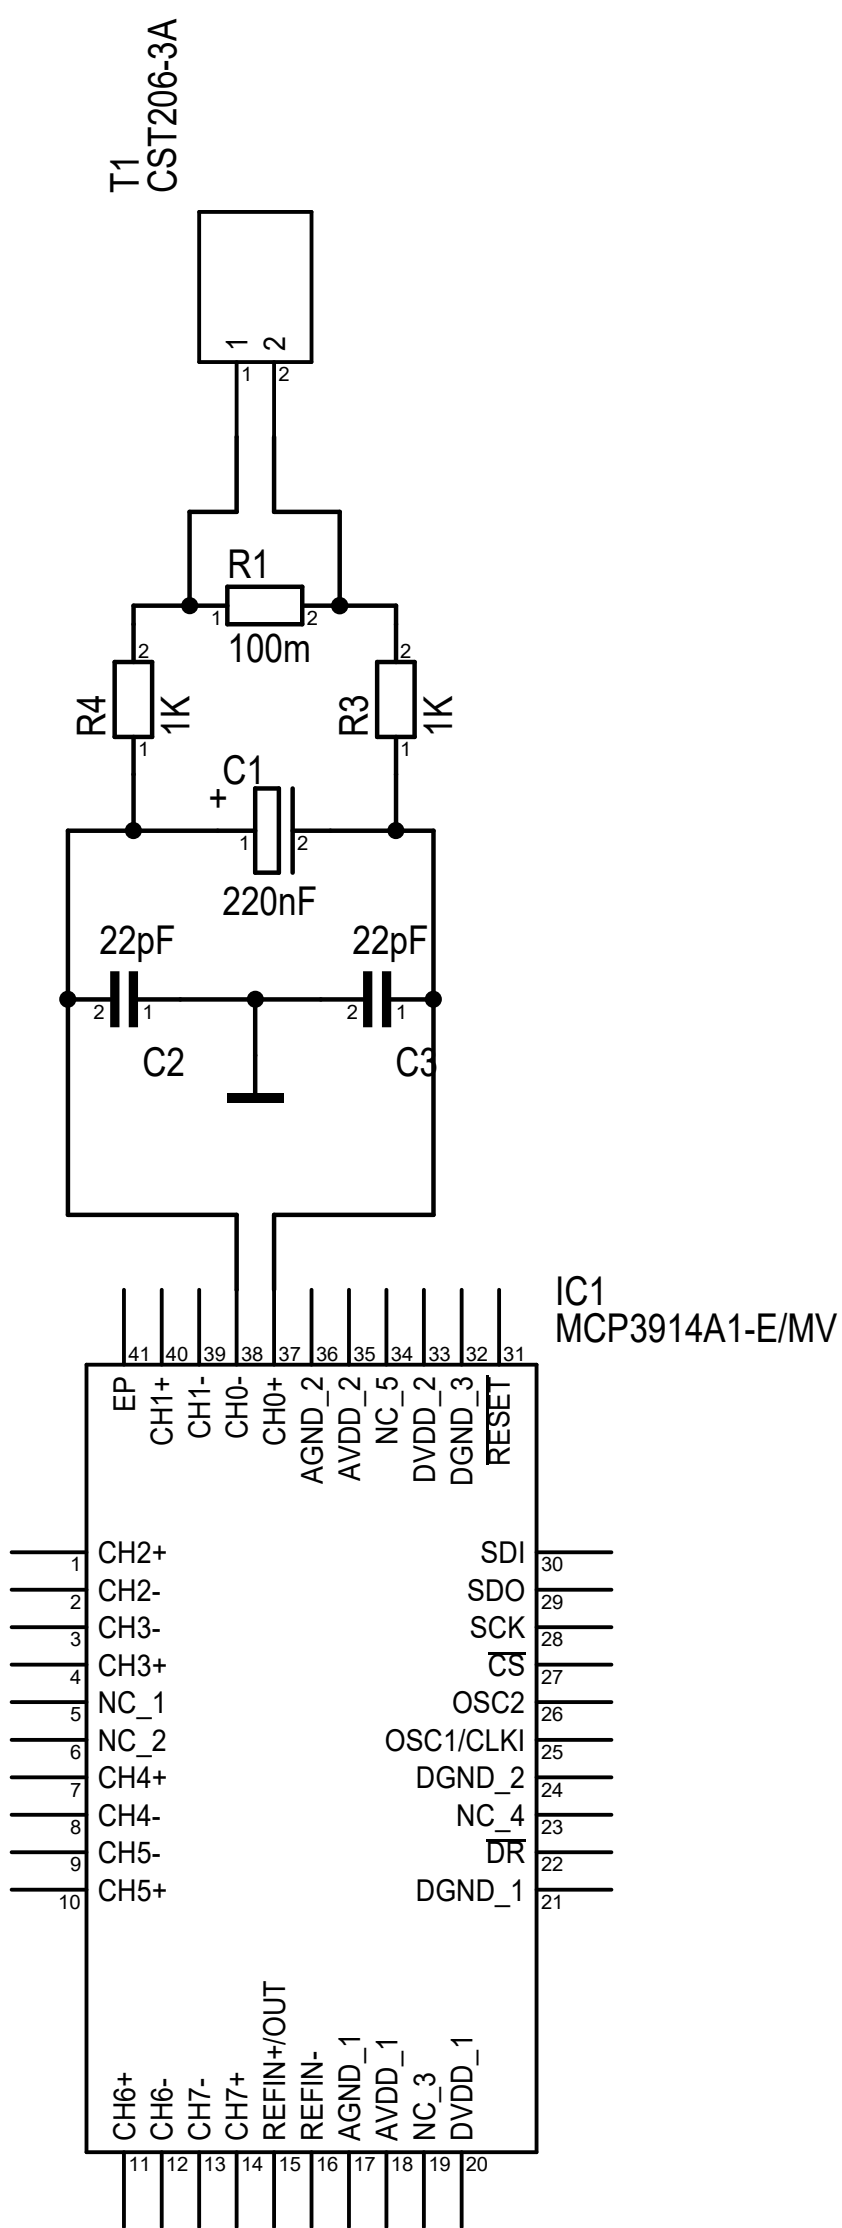 T1
CST206-3A
1
2
1
2
R1
1
2
100m
2
2
R4
1K
R3
1K
1
1
C1
+
1
2
220nF
22pF
22pF
2
1
2
1
C2
C3
IC1
MCP3914A1-E/MV
41
40
39
38
37
36
35
34
33
32
31
EP
CH1+
CH1-
CH0-
CH0+
AGND_2
AVDD_2
NC_5
DVDD_2
DGND_3
RESET
1
CH2+
SDI
30
2
CH2-
SDO
29
3
CH3-
SCK
28
4
CH3+
CS
27
5
NC_1
OSC2
26
6
NC_2
OSC1/CLKI
25
7
CH4+
DGND_2
24
8
CH4-
NC_4
23
9
CH5-
DR
22
10
CH5+
DGND_1
21
CH6+
CH6-
CH7-
CH7+
REFIN+/OUT
REFIN-
AGND_1
AVDD_1
NC_3
DVDD_1
11
12
13
14
15
16
17
18
19
20